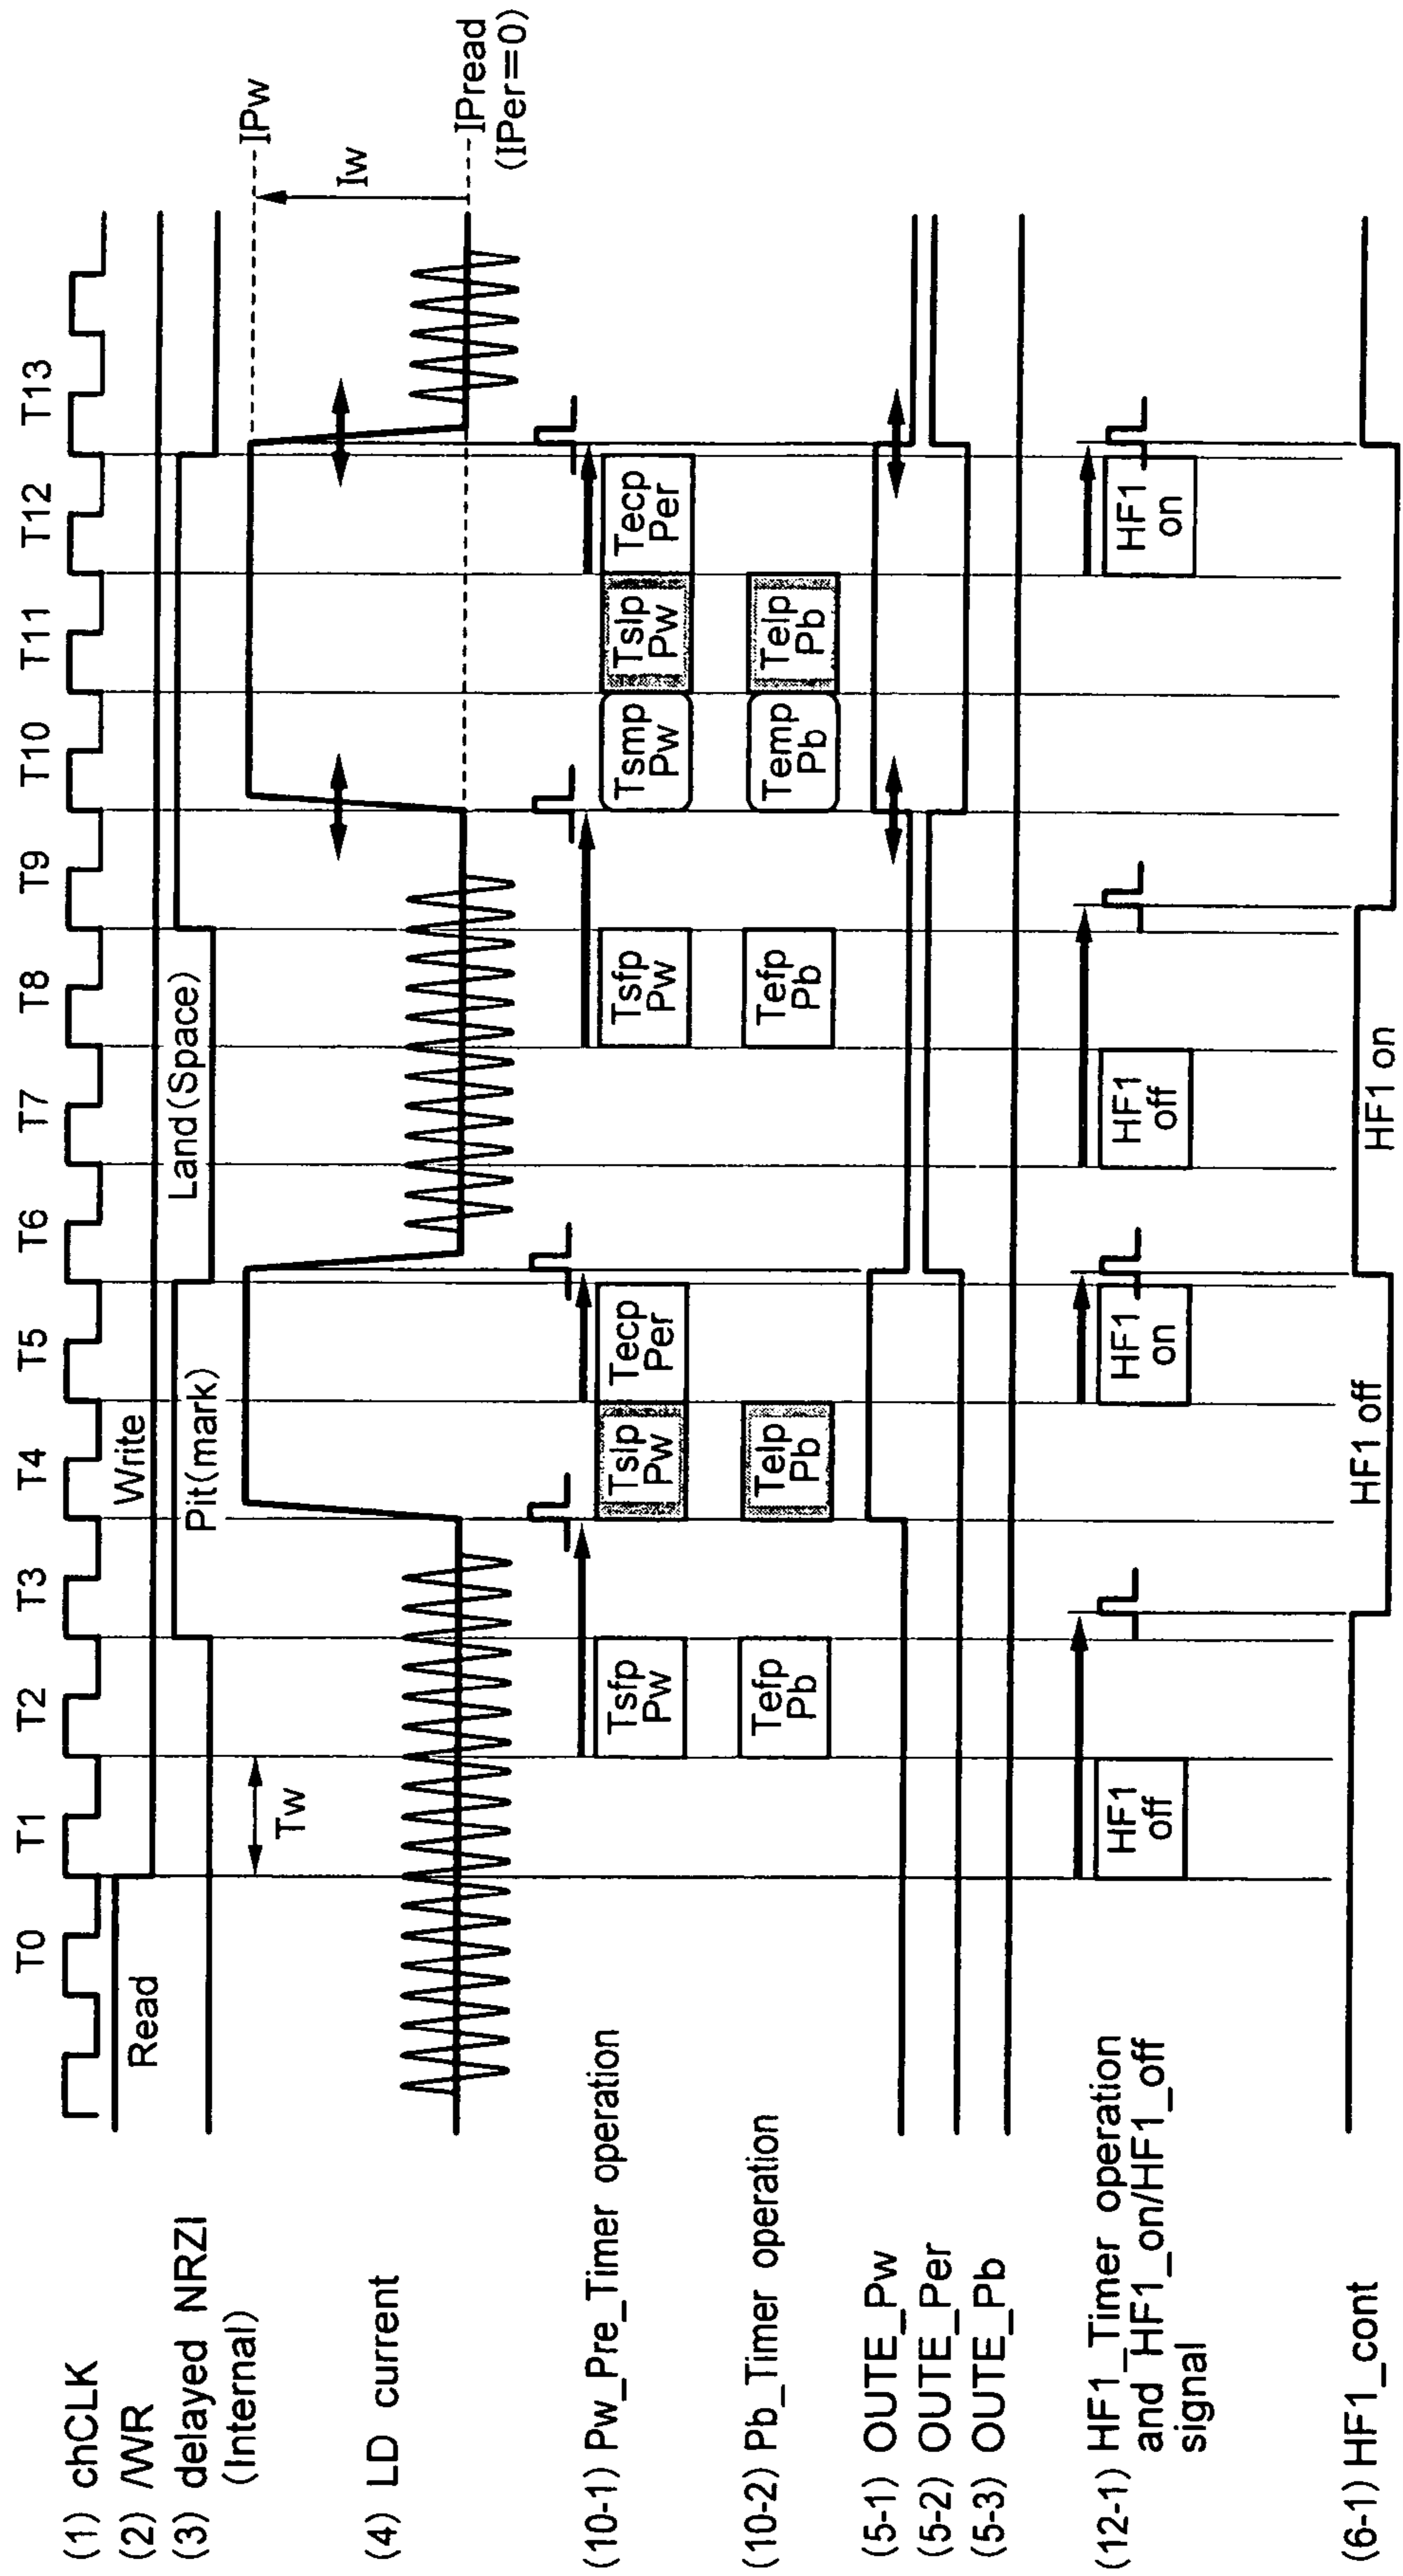 T0 T1 T2 T3 T4 T5 T6 T7 T8 T9 T10 T11 T12 T13
(1) chCLK
(2) /WR
Read
Write
(3) delayed NRZI
(Internal)
Pit(mark)
Land(Space)
Tw
IPw
Iw
(4) LD current
IPread
(IPer=0)
(10-1) Pw_Pre_Timer operation
Tsfp
Pw
Tslp
Pw
Tecp
Per
Tsfp
Pw
Tsmp
Pw
Tslp
Pw
Tecp
Per
(10-2) Pb_Timer operation
Tefp
Pb
Telp
Pb
Tefp
Pb
Temp
Pb
Telp
Pb
(5-1) OUTE_Pw
(5-2) OUTE_Per
(5-3) OUTE_Pb
(12-1) HF1_Timer operation
and HF1_on/HF1_off
signal
HF1
off
HF1
on
HF1
off
HF1
on
(6-1) HF1_cont
HF1 off
HF1 on